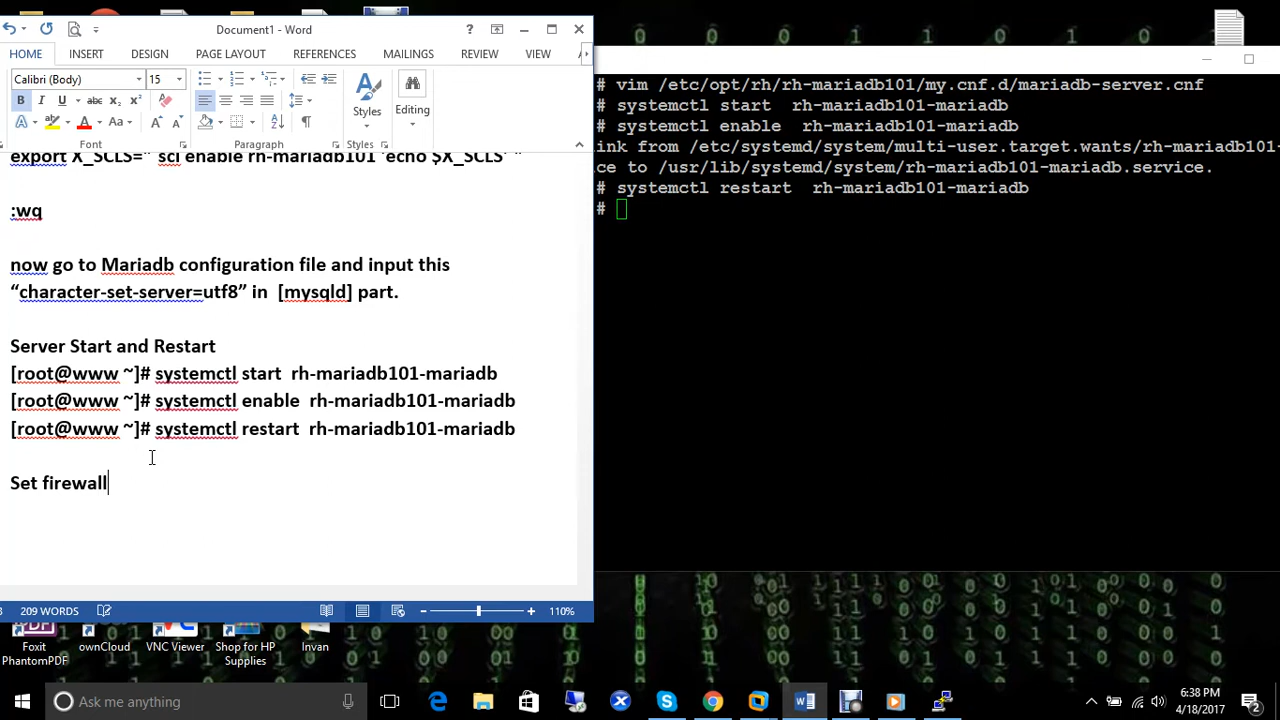 Document1 - Word
HOME INSERT DESIGN PAGE LAYOUT REFERENCES MAILINGS REVIEW VIEW
Calibri (Body) 15
B I U abc x₂ x²
A ab A Aa A A
Styles
Editing
Font Paragraph Styles
export X_SCLS=" scl enable rh-mariadb101 'echo $X_SCLS' "
:wq
now go to Mariadb configuration file and input this
“character-set-server=utf8” in [mysqld] part.
Server Start and Restart
[root@www ~]# systemctl start rh-mariadb101-mariadb
[root@www ~]# systemctl enable rh-mariadb101-mariadb
[root@www ~]# systemctl restart rh-mariadb101-mariadb
Set firewall
209 WORDS 110%
# vim /etc/opt/rh/rh-mariadb101/my.cnf.d/mariadb-server.cnf
# systemctl start rh-mariadb101-mariadb
# systemctl enable rh-mariadb101-mariadb
ink from /etc/systemd/system/multi-user.target.wants/rh-mariadb101-
ce to /usr/lib/systemd/system/rh-mariadb101-mariadb.service.
# systemctl restart rh-mariadb101-mariadb
#
Foxit PhantomPDF
ownCloud
VNC Viewer
Shop for HP Supplies
Invan
Ask me anything
6:38 PM
4/18/2017
2